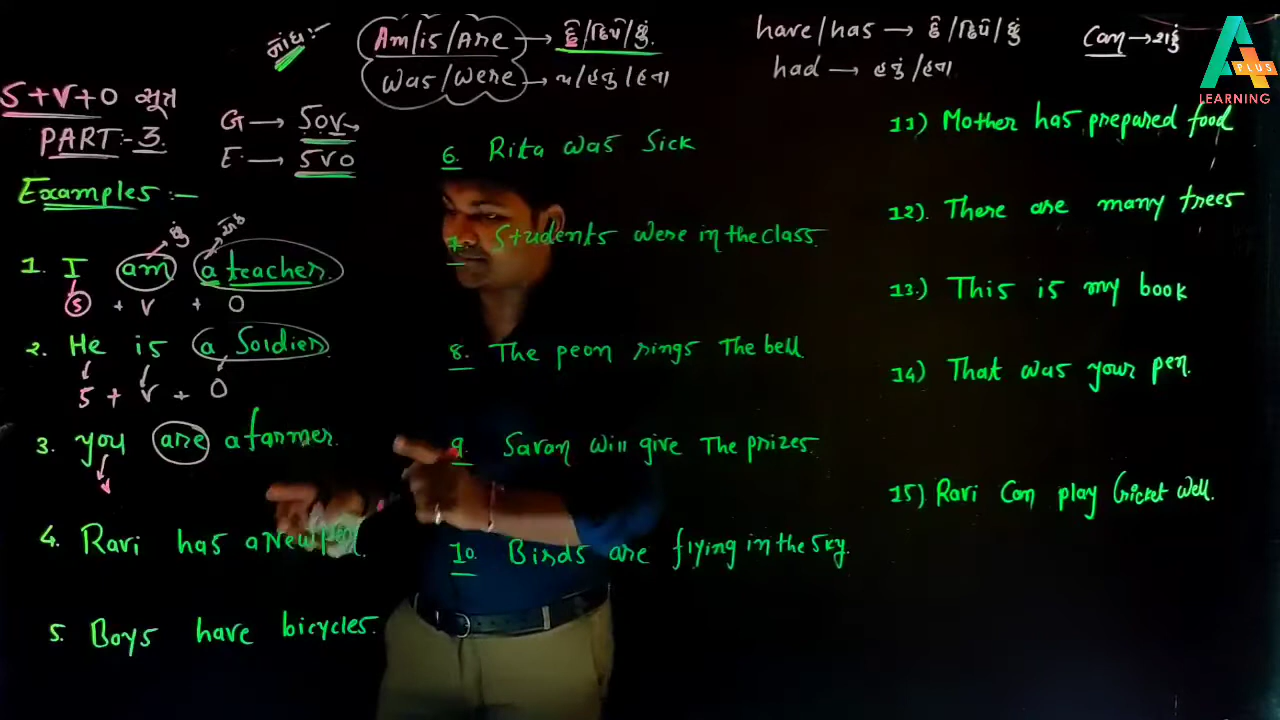 નોંધ:-
Am/is/Are → છે/છીએ/છું
was/were → હતા
have/has → છે/છીએ/છું
had → હતું/હતા
Can → શકું
A
PLUS
LEARNING
S+V+O સૂત્ર
PART:-3
G → SOV
E → SVO
Examples:-
છું
એક
1. I am a teacher.
S + V + O
2. He is a Soldier.
S + V + O
3. you are a farmer.
4. Ravi has a New
5. Boys have bicycles.
6. Rita was Sick
7. Students were in the class.
8. The peon rings The bell.
9. Savan will give The prizes.
10. Birds are flying in the sky.
11) Mother has prepared food
12). There are many trees
13.) This is my book
14) That was your pen.
15) Ravi Can play Cricket well.